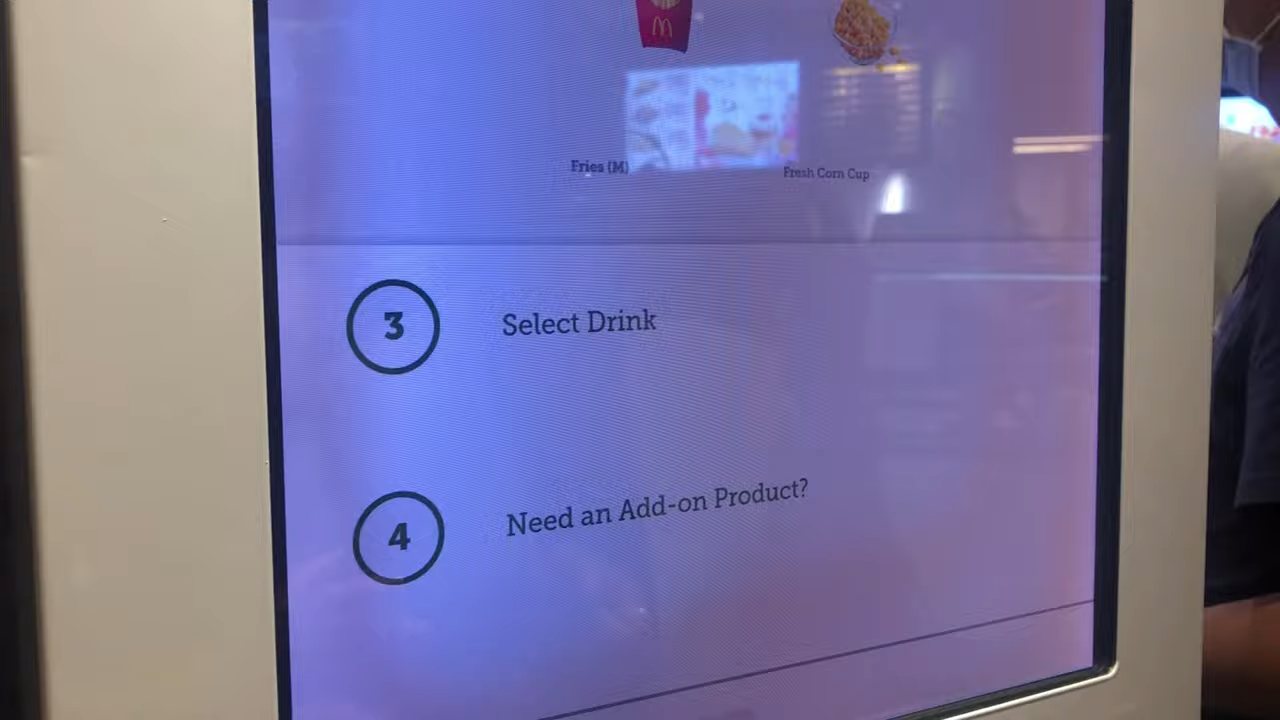 Fries (M)
Fresh Corn Cup
3
Select Drink
4
Need an Add-on Product?